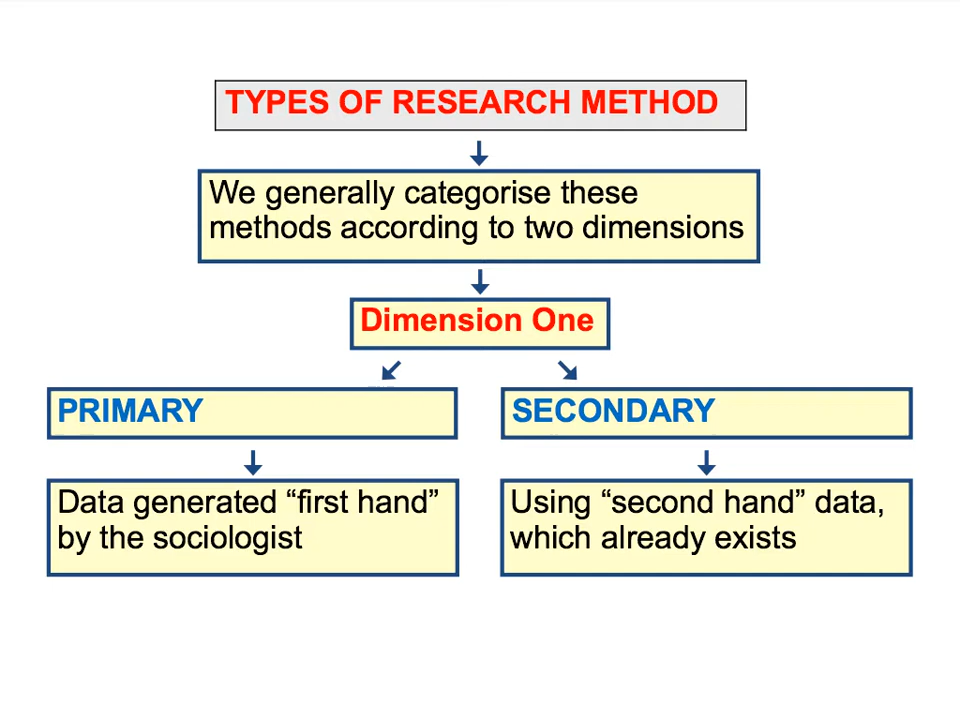 TYPES OF RESEARCH METHOD
We generally categorise these
methods according to two dimensions
Dimension One
PRIMARY
SECONDARY
Data generated “first hand”
by the sociologist
Using “second hand” data,
which already exists